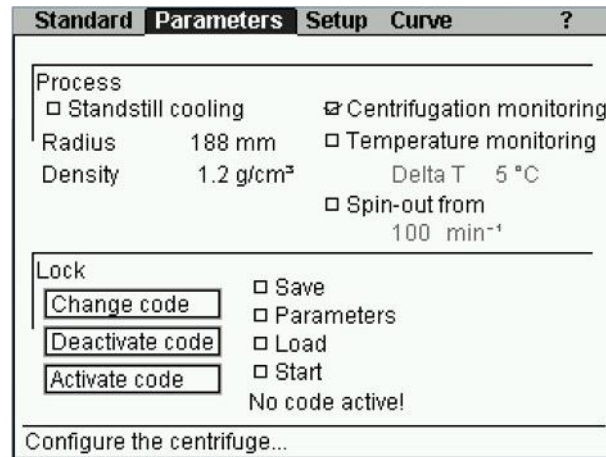 Standard Parameters Setup Curve ?
Process
Standstill cooling
Centrifugation monitoring
Radius 188 mm
Temperature monitoring
Density 1.2 g/cm³
Delta T 5 °C
Spin-out from
100 min⁻¹
Lock
Change code
Deactivate code
Activate code
Save
Parameters
Load
Start
No code active!
Configure the centrifuge...